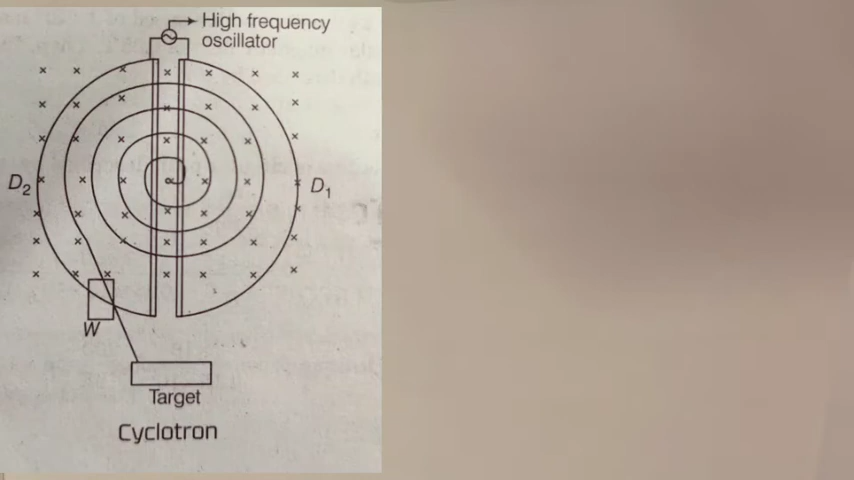 High frequency
oscillator
D2
D1
W
Target
Cyclotron